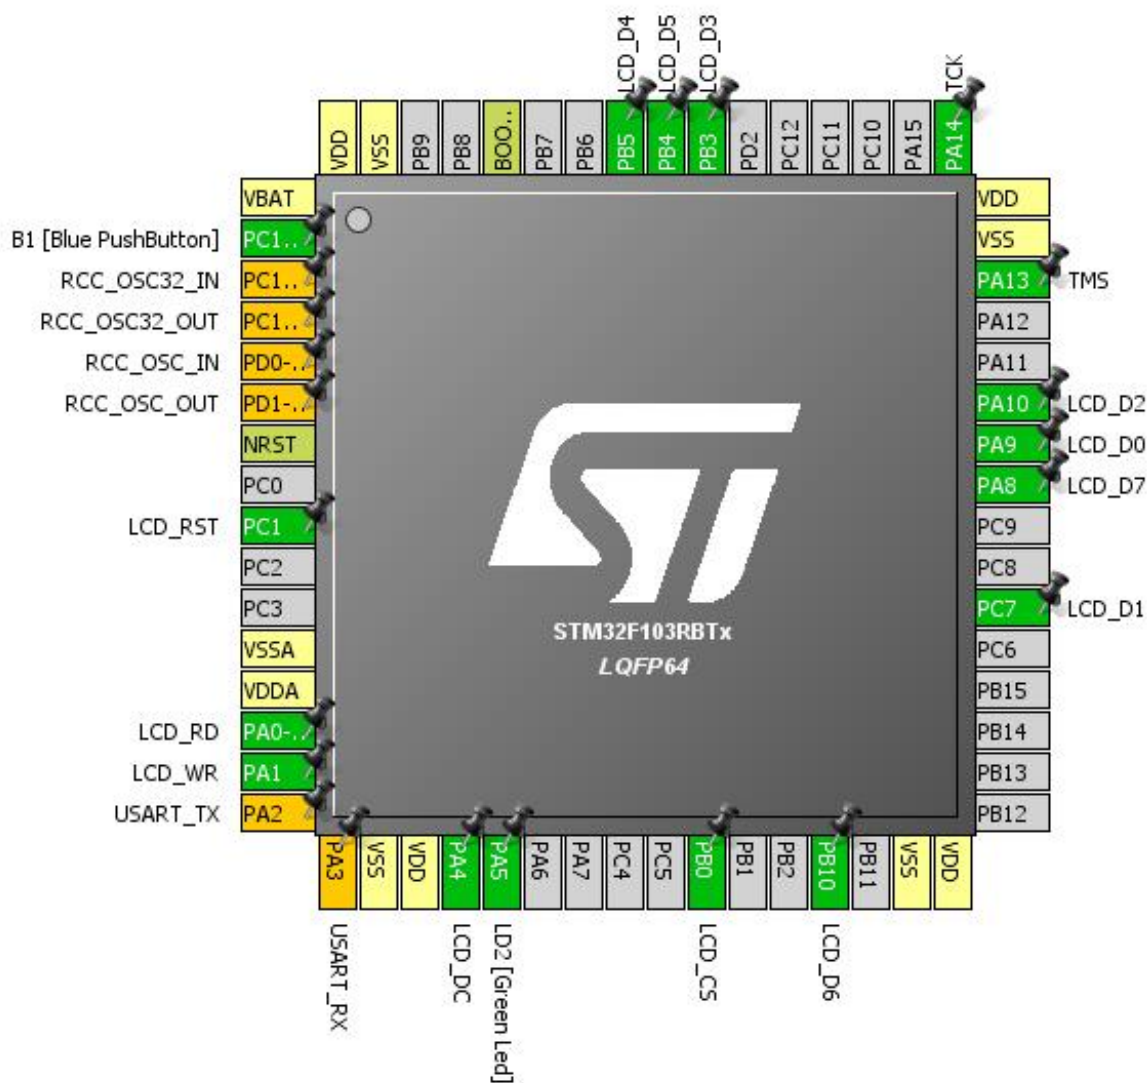 LCD_D4
LCD_D5
LCD_D3
TCK
VDD
VSS
PB9
PB8
BOO..
PB7
PB6
PB5
PB4
PB3
PD2
PC12
PC11
PC10
PA15
PA14
VBAT
B1 [Blue PushButton] PC1..
RCC_OSC32_IN PC1..
RCC_OSC32_OUT PC1..
RCC_OSC_IN PD0-..
RCC_OSC_OUT PD1-..
NRST
PC0
LCD_RST PC1
PC2
PC3
VSSA
VDDA
LCD_RD PA0-..
LCD_WR PA1
USART_TX PA2
ST
STM32F103RBTx
LQFP64
VDD
VSS
PA13 TMS
PA12
PA11
PA10 LCD_D2
PA9 LCD_D0
PA8 LCD_D7
PC9
PC8
PC7 LCD_D1
PC6
PB15
PB14
PB13
PB12
PA3
VSS
VDD
PA4
PA5
PA6
PA7
PC4
PC5
PB0
PB1
PB2
PB10
PB11
VSS
VDD
USART_RX
LCD_DC
LD2 [Green Led]
LCD_CS
LCD_D6